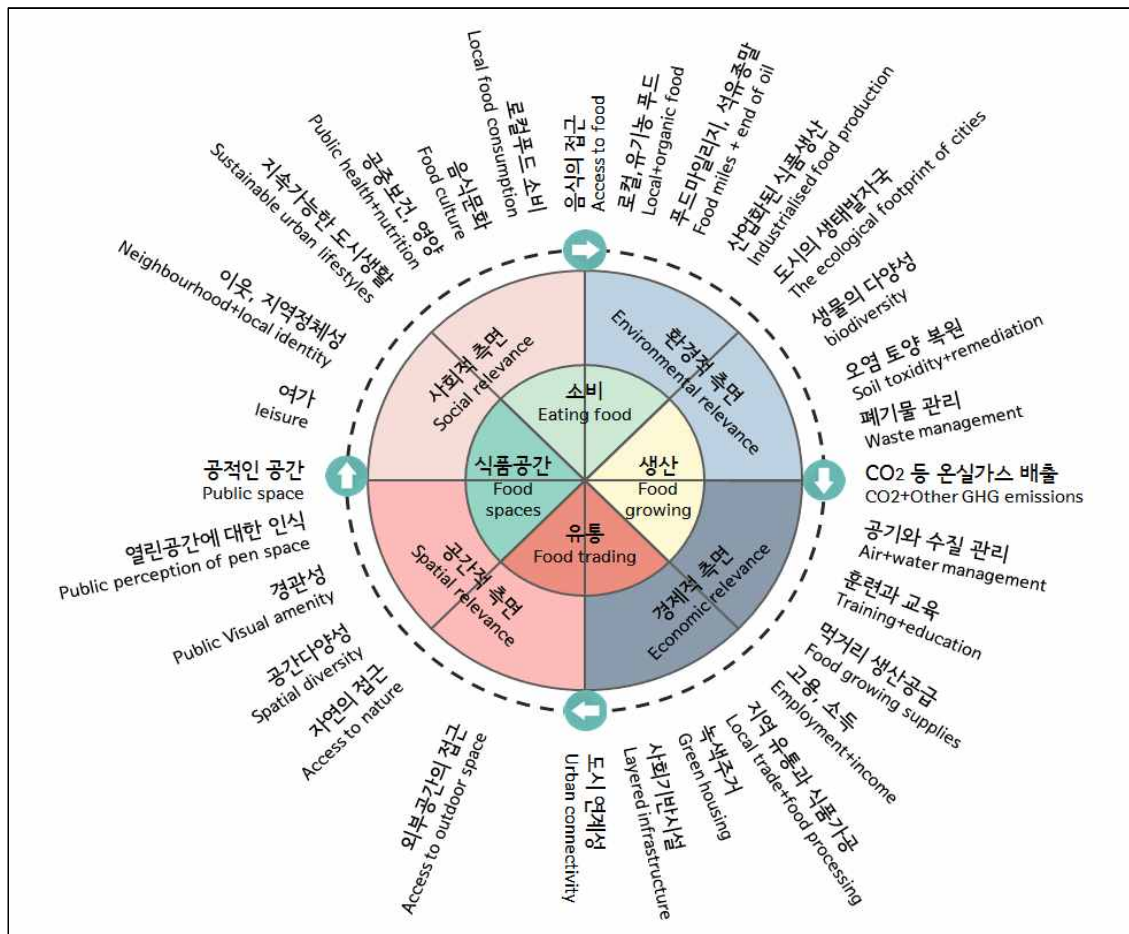 음식의 접근
Access to food
로컬,유기농 푸드
Local+organic food
푸드마일리지, 석유종말
Food miles + end of oil
산업화된 식품생산
Industrialised food production
도시의 생태발자국
The ecological footprint of cities
생물의 다양성
biodiversity
오염 토양 복원
Soil toxidity+remediation
폐기물 관리
Waste management
CO2 등 온실가스 배출
CO2+Other GHG emissions
공기와 수질 관리
Air+water management
훈련과 교육
Training+education
먹거리 생산공급
Food growing supplies
고용, 소득
Employment+income
지역 유통과 식품가공
Local trade+food processing
녹색주거
Green housing
사회기반시설
Layered infrastructure
도시 연계성
Urban connectivity
외부공간의 접근
Access to outdoor space
자연의 접근
Access to nature
공간다양성
Spatial diversity
경관성
Public Visual amenity
열린공간에 대한 인식
Public perception of pen space
공적인 공간
Public space
여가
leisure
이웃, 지역정체성
Neighbourhood+local identity
지속가능한 도시생활
Sustainable urban lifestyles
공중보건, 영양
Public health+nutrition
음식문화
Food culture
로컬푸드 소비
Local food consumption
사회적 측면
Social relevance
환경적 측면
Environmental relevance
경제적 측면
Economic relevance
공간적 측면
Spatial relevance
소비
Eating food
생산
Food
growing
유통
Food trading
식품공간
Food
spaces